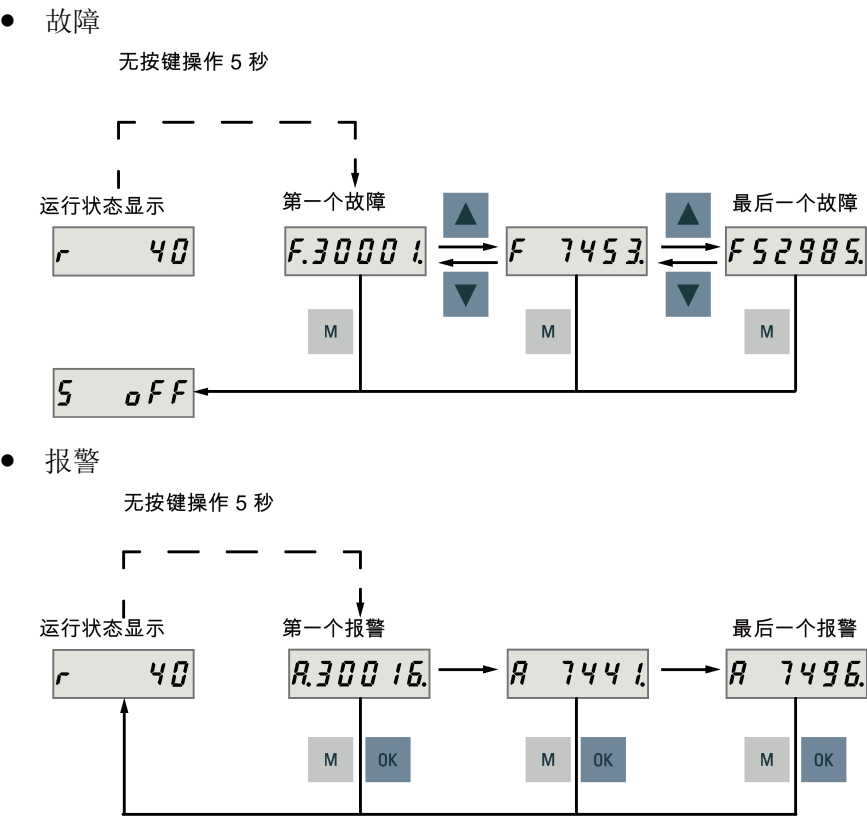 ● 故障
无按键操作 5 秒
运行状态显示 第一个故障 最后一个故障
r 40 F.30001. F 7453. F52985.
M M M
S oFF
● 报警
无按键操作 5 秒
运行状态显示 第一个报警 最后一个报警
r 40 A.30016. A 7441. A 7496.
M OK M OK M OK